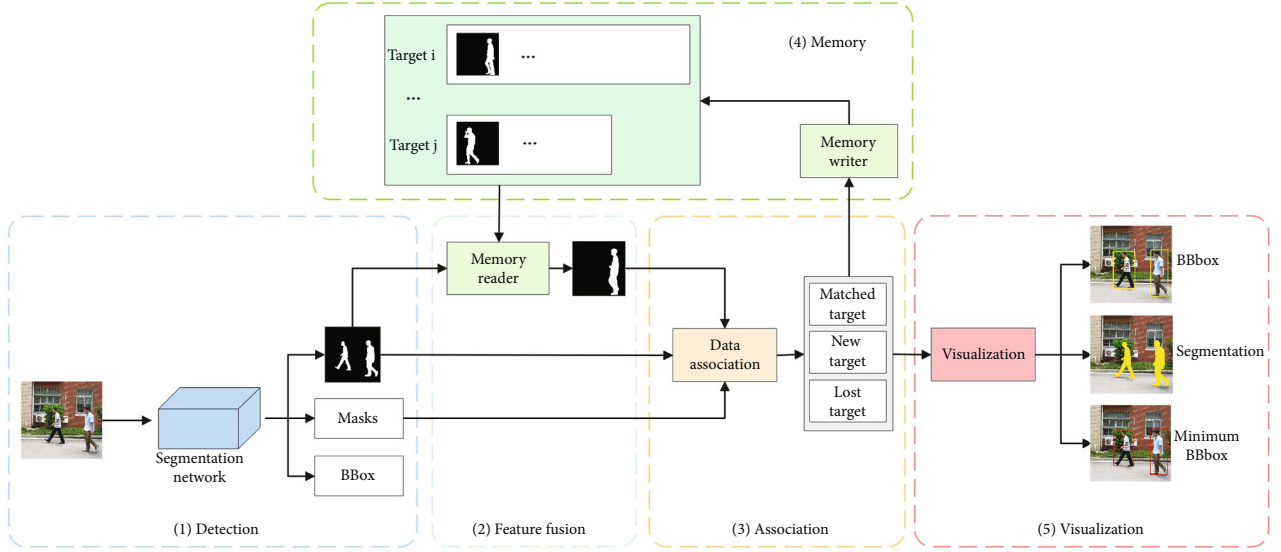 (4) Memory
Target i
...
...
Target j
...
Memory
writer
Memory
reader
Segmentation
network
Masks
BBox
(1) Detection
(2) Feature fusion
Data
association
Matched
target
New
target
Lost
target
(3) Association
Visualization
BBbox
Segmentation
Minimum
BBbox
(5) Visualization